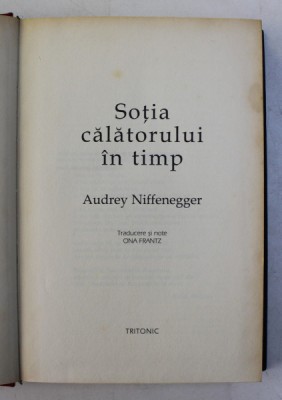 Soția
călătorului
în timp
Audrey Niffenegger
Traducere și note
ONA FRANTZ
TRITONIC